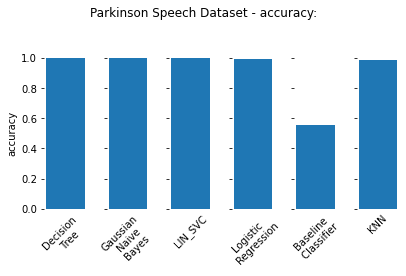 Parkinson Speech Dataset - accuracy:
1.0
0.8
0.6
0.4
0.2
0.0
accuracy
Decision
Tree
Gaussian
Naive
Bayes
LIN_SVC
Logistic
Regression
Baseline
Classifier
KNN